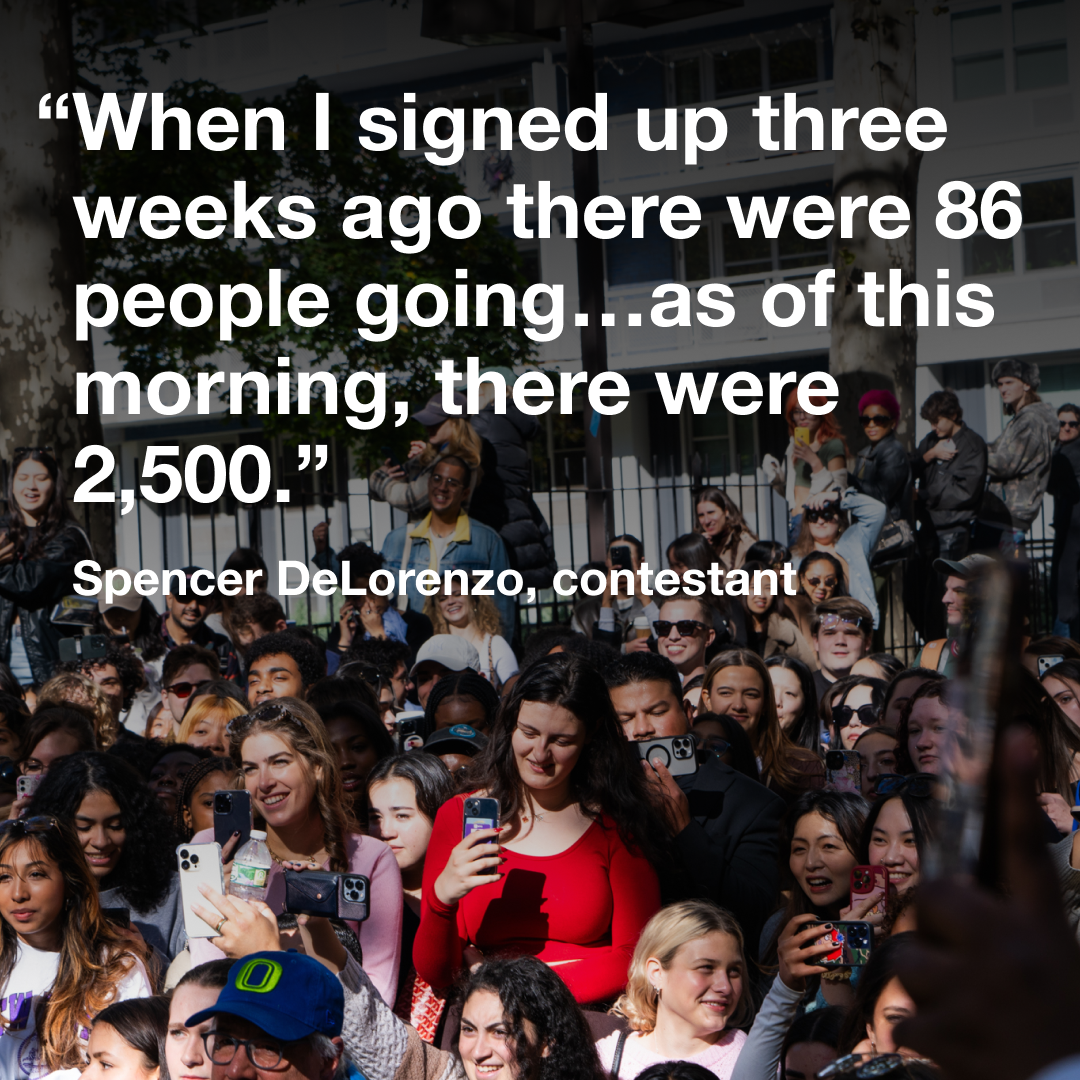 “When I signed up three
weeks ago there were 86
people going…as of this
morning, there were
2,500.”
Spencer DeLorenzo, contestant
O